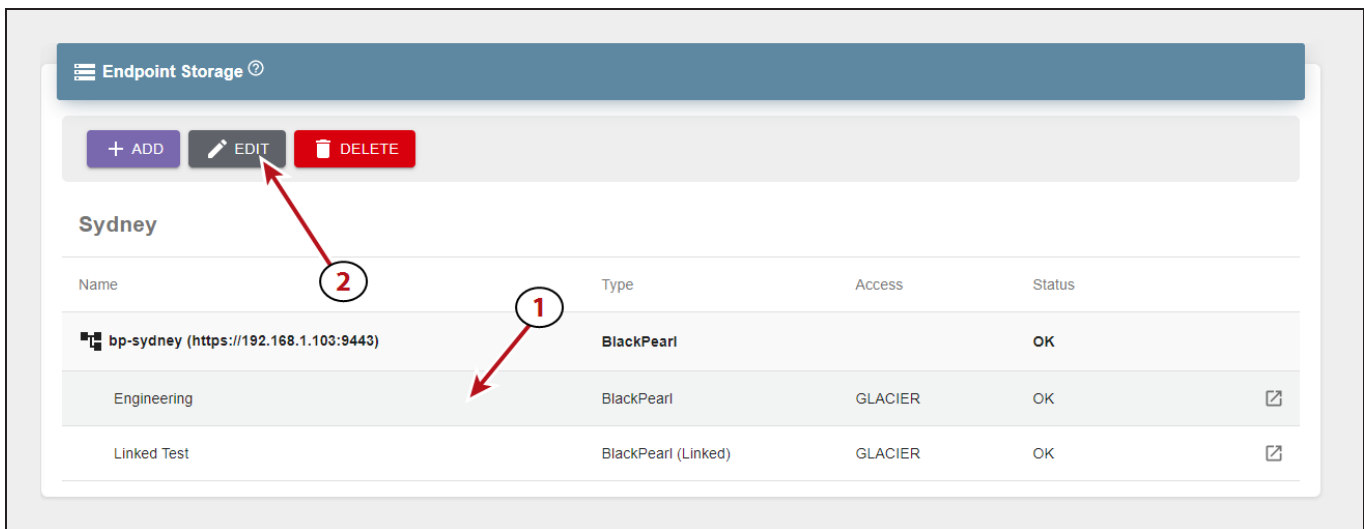 Endpoint Storage ?
+ ADD EDIT DELETE
Sydney
2
Name Type Access Status
1
bp-sydney (https://192.168.1.103:9443) BlackPearl OK
Engineering BlackPearl GLACIER OK
Linked Test BlackPearl (Linked) GLACIER OK